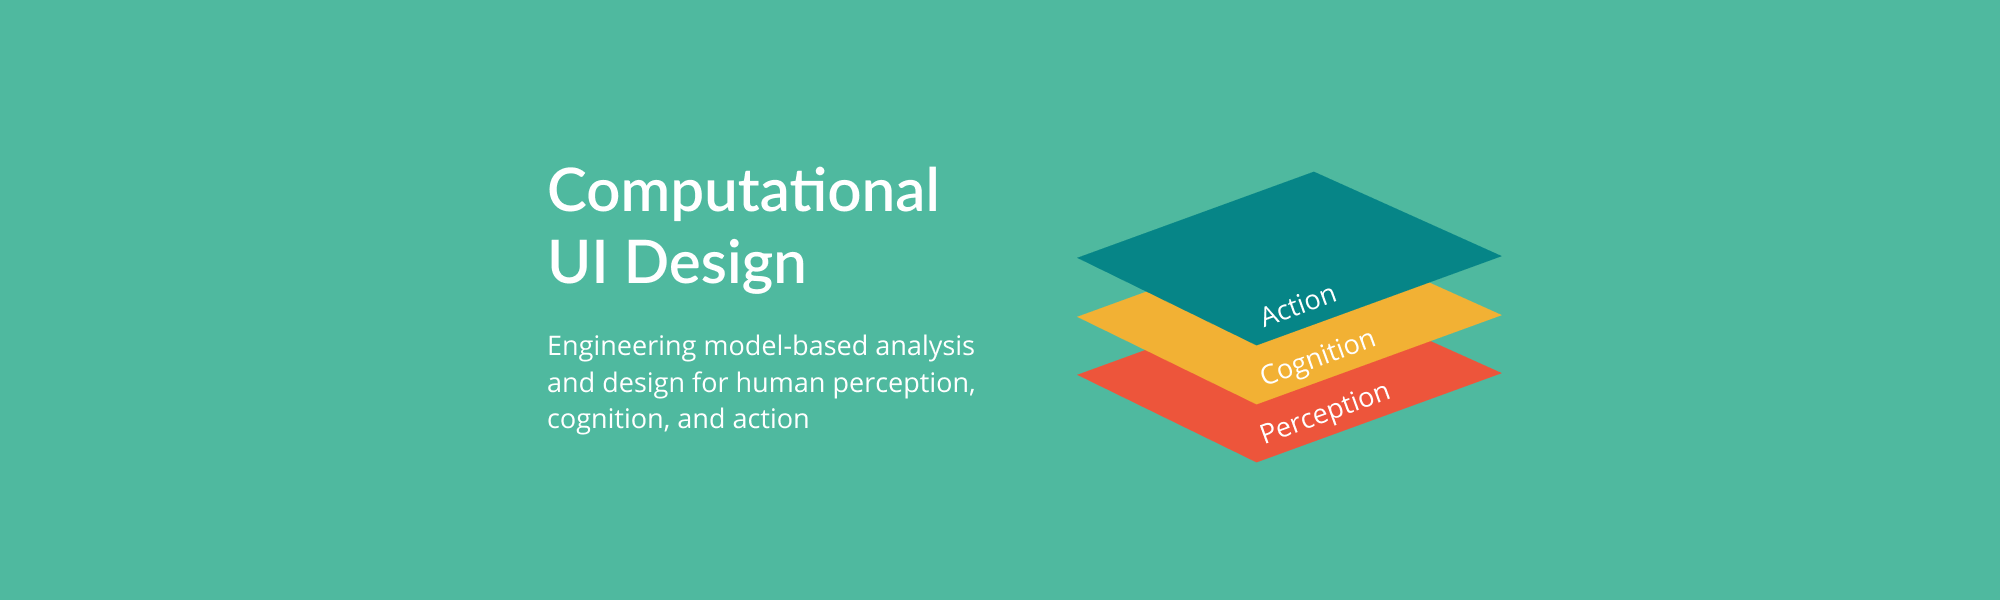 Computational
UI Design
Engineering model-based analysis
and design for human perception,
cognition, and action
Action
Cognition
Perception